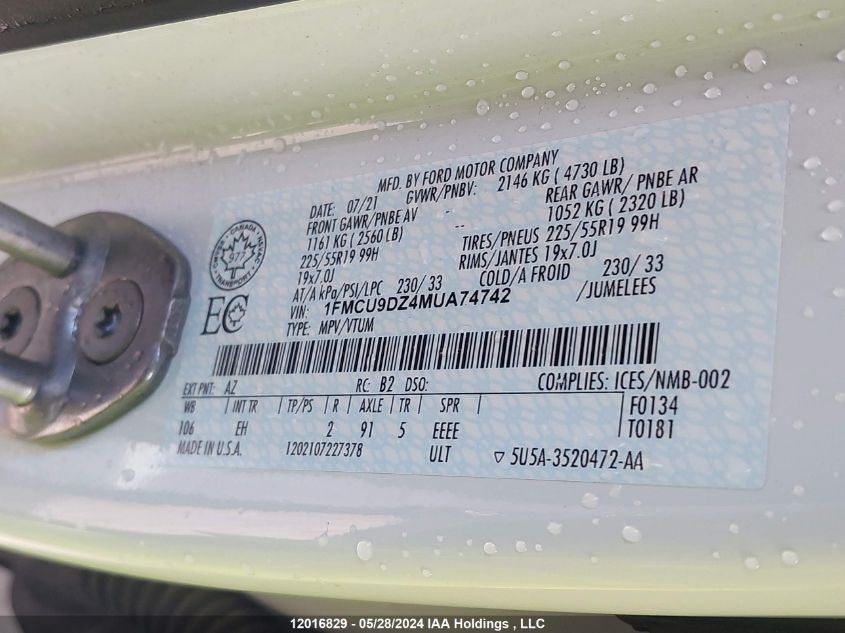 MFD. BY FORD MOTOR COMPANY
DATE: 07/21 GVWR/PNBV: 2146 KG ( 4730 LB)
FRONT GAWR/PNBE AV -- REAR GAWR/ PNBE AR
1161 KG ( 2560 LB) -- 1052 KG ( 2320 LB)
225/55R19 99H TIRES/PNEUS 225/55R19 99H
19x7.0J RIMS/JANTES 19x7.0J
AT/A kPa/PSI/LPC 230/ 33 COLD/A FROID 230/ 33
VIN: 1FMCU9DZ4MUA74742 /JUMELEES
TYPE: MPV/VTUM
CANADA
977
TRANSPORT
EC
EXT PNT: AZ RC: B2 DSO: COMPLIES: ICES/NMB-002
WB INT TR TP/PS R AXLE TR SPR F0134
106 EH 2 91 5 EEEE T0181
MADE IN U.S.A. 1202107227378 ULT ▽ 5U5A-3520472-AA
12016829 - 05/28/2024 IAA Holdings , LLC